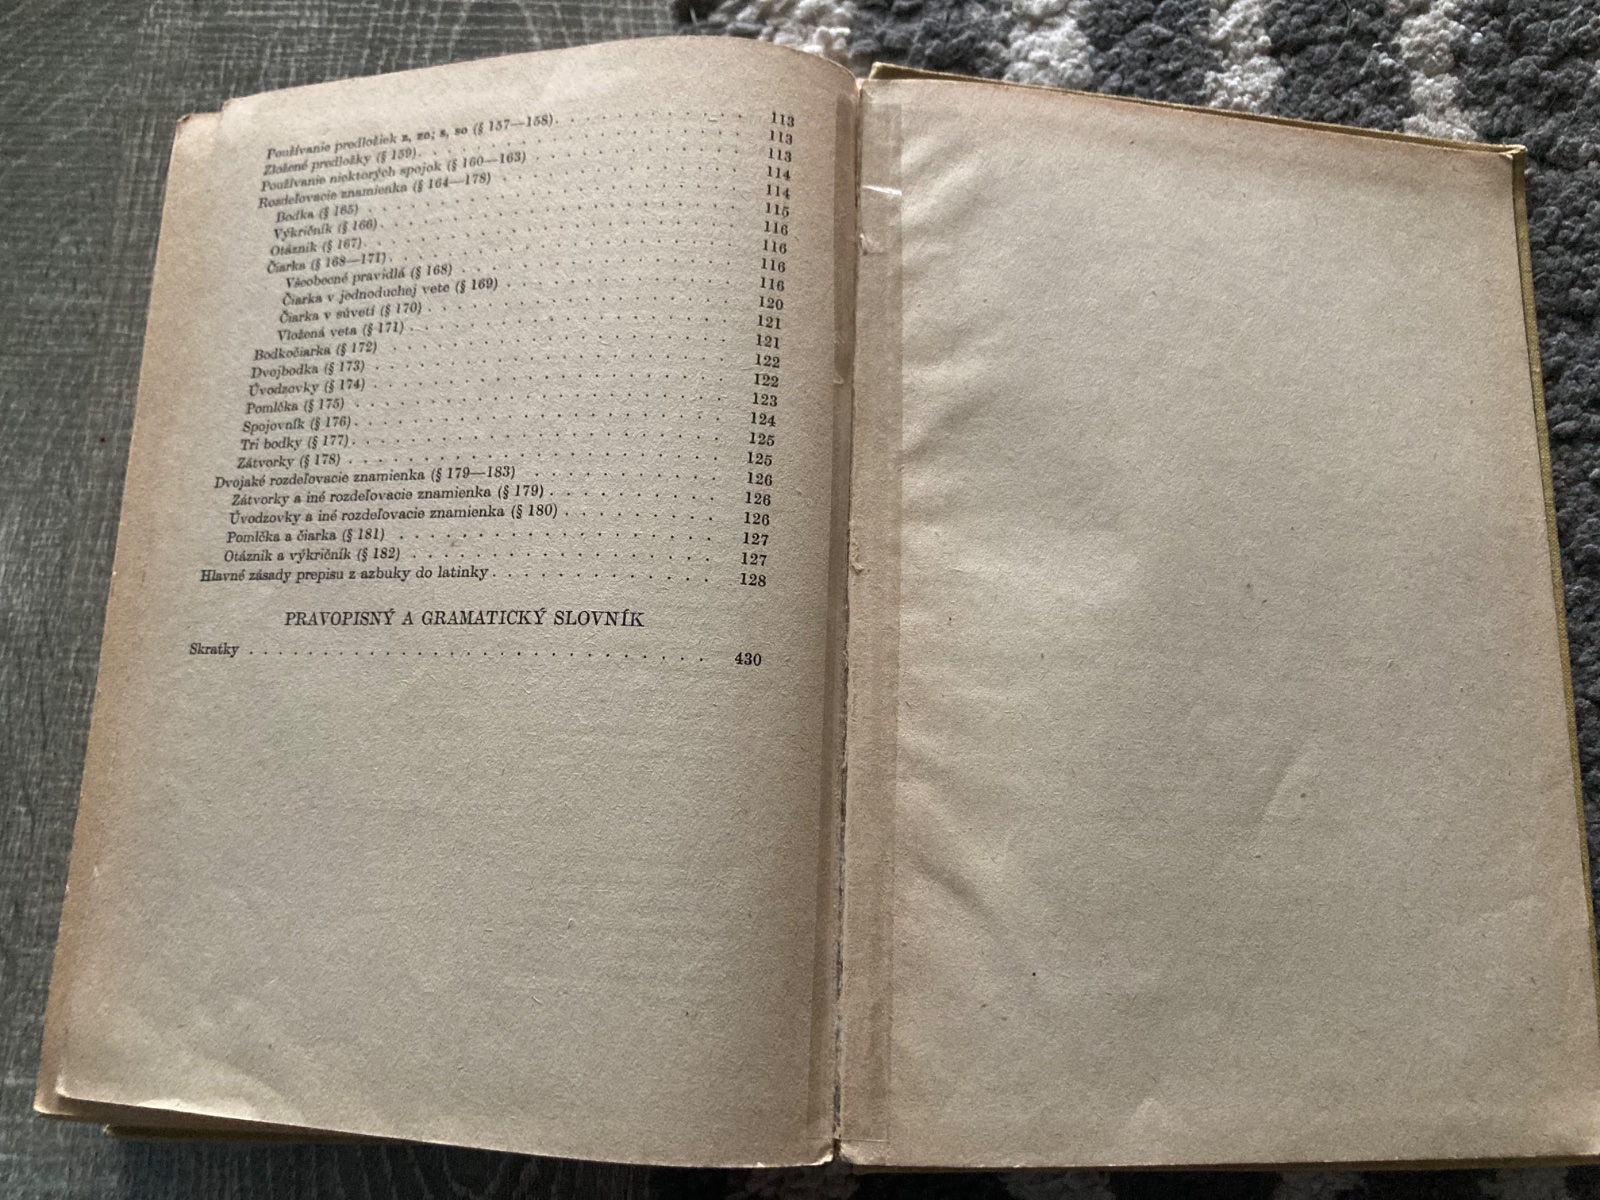 Používanie predložiek z, zo; s, so (§ 157—158) . . . . . . . . 113
Zložené predložky (§ 159) . . . . . . . . . . . . . . . . 113
Používanie niektorých spojok (§ 160—163) . . . . . . . . . . 113
Rozdeľovacie znamienka (§ 164—178) . . . . . . . . . . . . 114
Bodka (§ 165) . . . . . . . . . . . . . . . . . . . . 114
Výkričník (§ 166) . . . . . . . . . . . . . . . . . . . 115
Otáznik (§ 167) . . . . . . . . . . . . . . . . . . . . 116
Čiarka (§ 168—171) . . . . . . . . . . . . . . . . . . 116
Všeobecné pravidlá (§ 168) . . . . . . . . . . . . . . 116
Čiarka v jednoduchej vete (§ 169) . . . . . . . . . . . . 116
Čiarka v súvetí (§ 170) . . . . . . . . . . . . . . . . 120
Vložená veta (§ 171) . . . . . . . . . . . . . . . . . 121
Bodkočiarka (§ 172) . . . . . . . . . . . . . . . . . . 121
Dvojbodka (§ 173) . . . . . . . . . . . . . . . . . . . 122
Úvodzovky (§ 174) . . . . . . . . . . . . . . . . . . . 122
Pomlčka (§ 175) . . . . . . . . . . . . . . . . . . . . 123
Spojovník (§ 176) . . . . . . . . . . . . . . . . . . . 124
Tri bodky (§ 177) . . . . . . . . . . . . . . . . . . . 125
Zátvorky (§ 178) . . . . . . . . . . . . . . . . . . . 125
Dvojaké rozdeľovacie znamienka (§ 179—183) . . . . . . . . . 126
Zátvorky a iné rozdeľovacie znamienka (§ 179) . . . . . . . . . 126
Úvodzovky a iné rozdeľovacie znamienka (§ 180) . . . . . . . . 126
Pomlčka a čiarka (§ 181) . . . . . . . . . . . . . . . . 127
Otáznik a výkričník (§ 182) . . . . . . . . . . . . . . . 127
Hlavné zásady prepisu z azbuky do latinky . . . . . . . . . . . 128
PRAVOPISNÝ A GRAMATICKÝ SLOVNÍK
Skratky . . . . . . . . . . . . . . . . . . . . . . . . 430